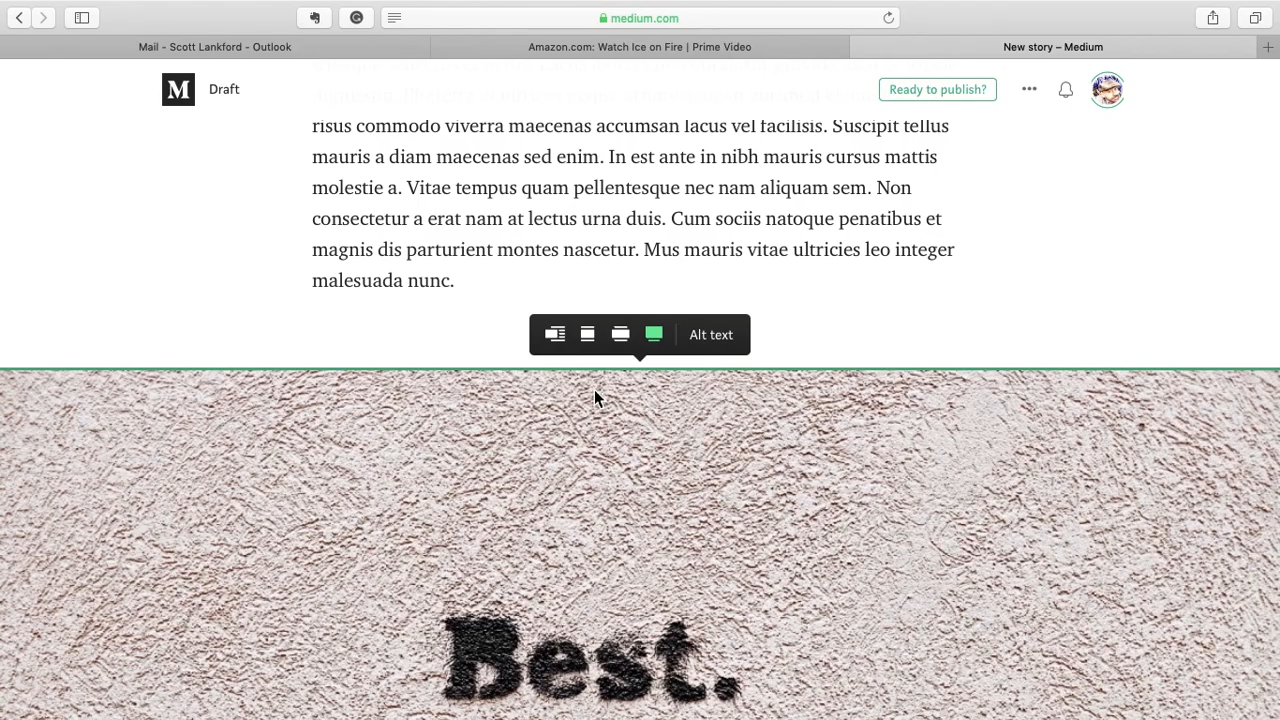 medium.com
Mail - Scott Lankford - Outlook
Amazon.com: Watch Ice on Fire | Prime Video
New story – Medium
M
Draft
Ready to publish?
risus commodo viverra maecenas accumsan lacus vel facilisis. Suscipit tellus
mauris a diam maecenas sed enim. In est ante in nibh mauris cursus mattis
molestie a. Vitae tempus quam pellentesque nec nam aliquam sem. Non
consectetur a erat nam at lectus urna duis. Cum sociis natoque penatibus et
magnis dis parturient montes nascetur. Mus mauris vitae ultricies leo integer
malesuada nunc.
Alt text
Best.